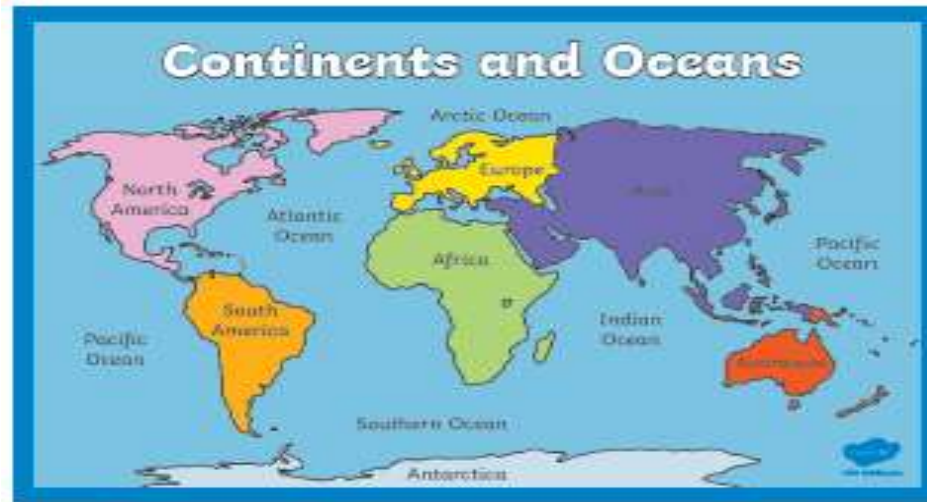 Continents and Oceans
Arctic Ocean
North
America
Europe
Asia
Atlantic
Ocean
Africa
Pacific
Ocean
South
America
Indian
Ocean
Pacific
Ocean
Southern Ocean
Antarctica